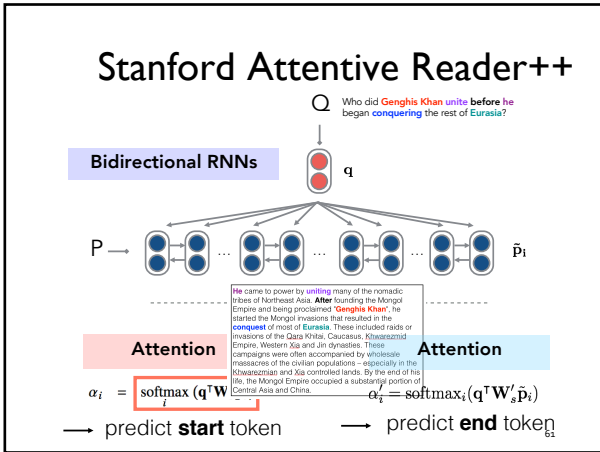 Stanford Attentive Reader++
Q
Who did Genghis Khan unite before he
began conquering the rest of Eurasia?
Bidirectional RNNs
q
P
... ... ...
p̃ᵢ
He came to power by uniting many of the nomadic
tribes of Northeast Asia. After founding the Mongol
Empire and being proclaimed "Genghis Khan", he
started the Mongol invasions that resulted in the
conquest of most of Eurasia. These included raids or
invasions of the Qara Khitai, Caucasus, Khwarezmid
Empire, Western Xia and Jin dynasties. These
campaigns were often accompanied by wholesale
massacres of the civilian populations – especially in the
Khwarezmian and Xia controlled lands. By the end of his
life, the Mongol Empire occupied a substantial portion of
Central Asia and China.
Attention
αᵢ = softmaxᵢ (qᵀW
predict start token
Attention
α′ᵢ = softmaxᵢ(qᵀW′ₛp̃ᵢ)
predict end token
61